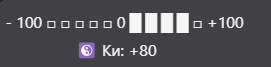 - 100 □ □ □ □ □ 0 █ █ █ █ □ +100
☯ Ки: +80